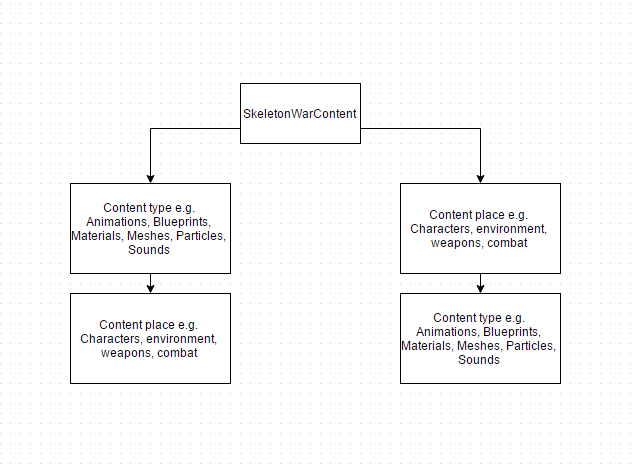 SkeletonWarContent
Content type e.g.
Animations, Blueprints,
Materials, Meshes, Particles,
Sounds
Content place e.g.
Characters, environment,
weapons, combat
Content place e.g.
Characters, environment,
weapons, combat
Content type e.g.
Animations, Blueprints,
Materials, Meshes, Particles,
Sounds